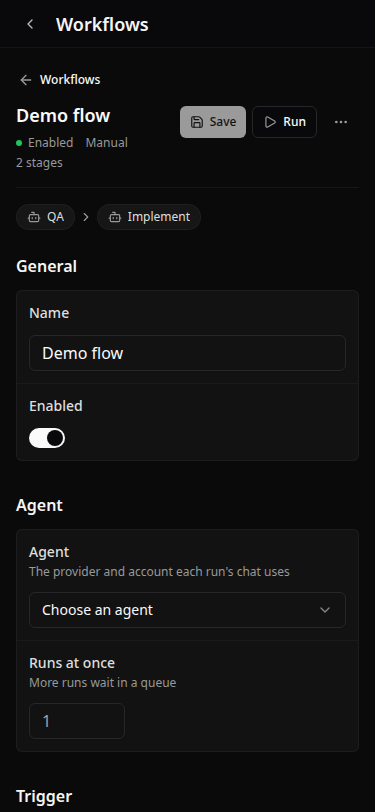 Workflows
Workflows
Demo flow
Save
Run
Enabled Manual
2 stages
QA
Implement
General
Name
Demo flow
Enabled
Agent
Agent
The provider and account each run's chat uses
Choose an agent
Runs at once
More runs wait in a queue
1
Trigger